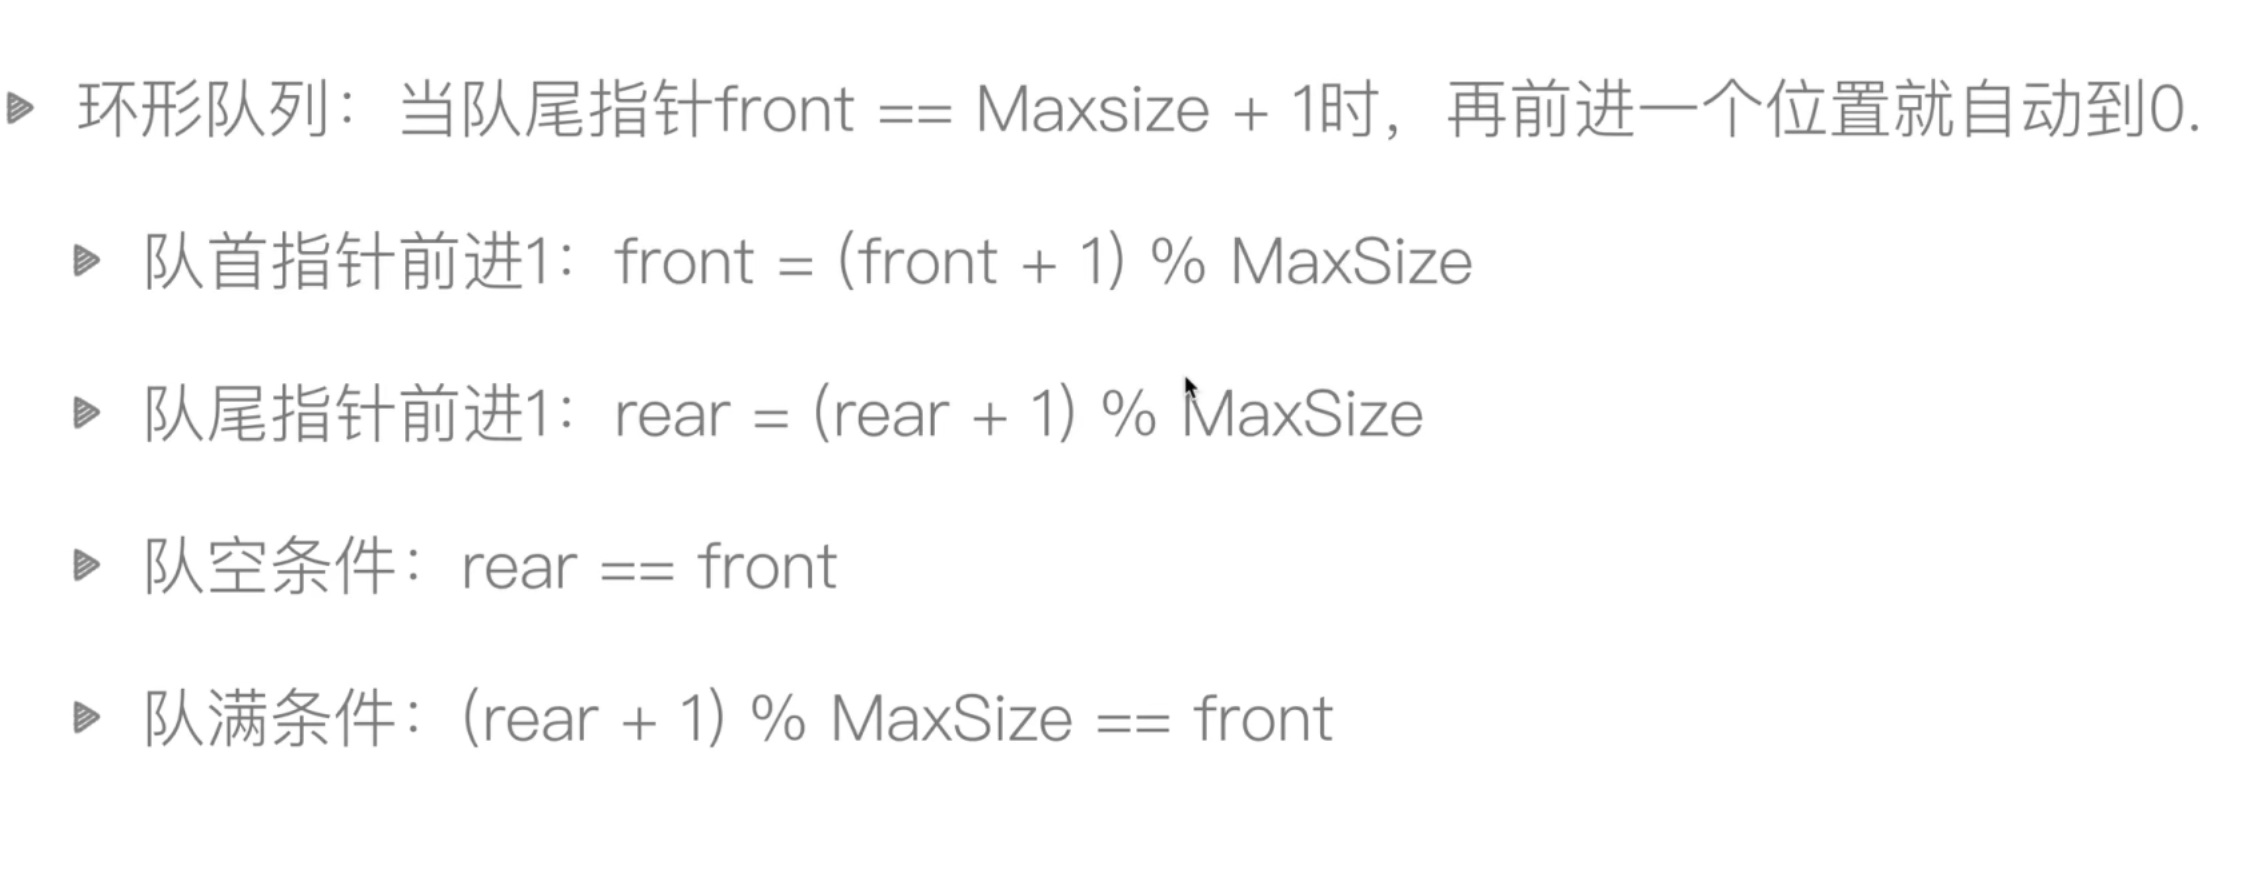 环形队列：当队尾指针front == Maxsize + 1时，再前进一个位置就自动到0.
队首指针前进1：front = (front + 1) % MaxSize
队尾指针前进1：rear = (rear + 1) % MaxSize
队空条件：rear == front
队满条件：(rear + 1) % MaxSize == front